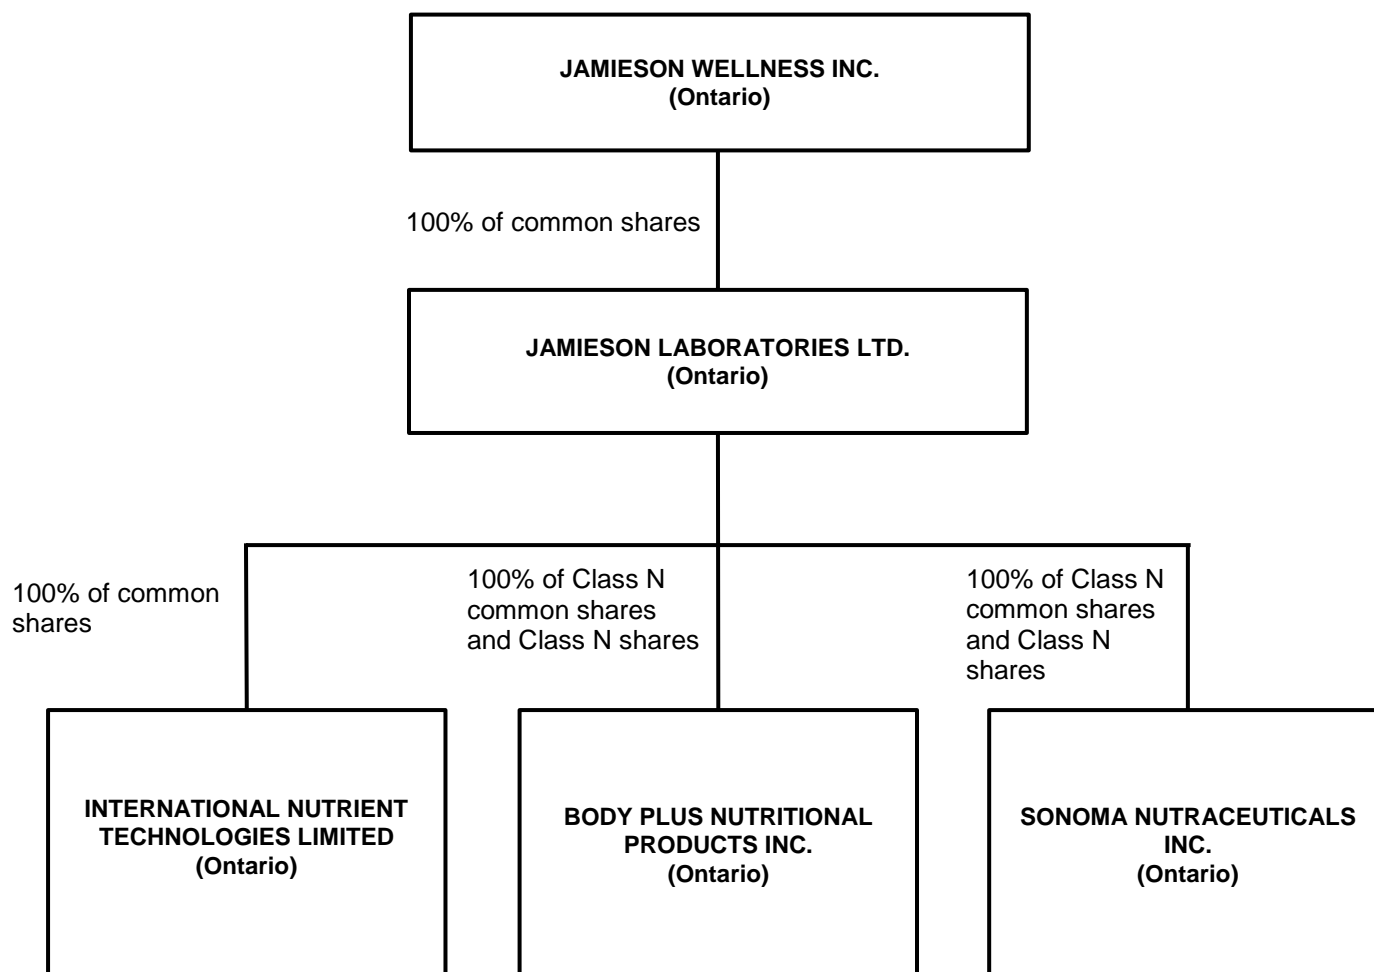 JAMIESON WELLNESS INC.
(Ontario)
100% of common shares
JAMIESON LABORATORIES LTD.
(Ontario)
100% of common
shares
100% of Class N
common shares
and Class N shares
100% of Class N
common shares
and Class N
shares
INTERNATIONAL NUTRIENT
TECHNOLOGIES LIMITED
(Ontario)
BODY PLUS NUTRITIONAL
PRODUCTS INC.
(Ontario)
SONOMA NUTRACEUTICALS
INC.
(Ontario)